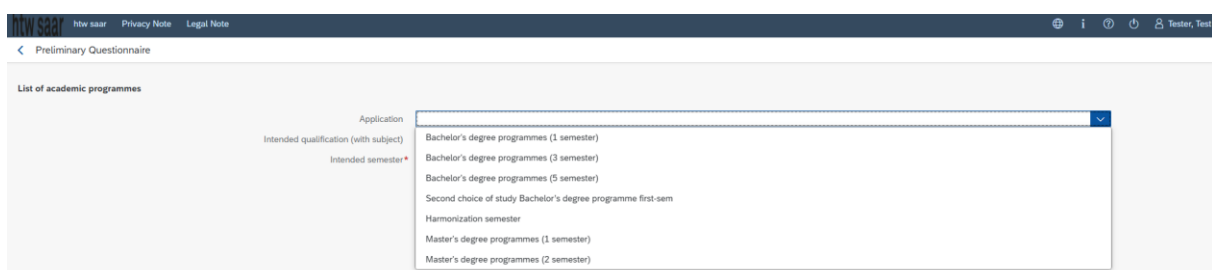 htw saar htw saar Privacy Note Legal Note Tester, Test
Preliminary Questionnaire
List of academic programmes
Application
Intended qualification (with subject)
Intended semester*
Bachelor's degree programmes (1 semester)
Bachelor's degree programmes (3 semester)
Bachelor's degree programmes (5 semester)
Second choice of study Bachelor's degree programme first-sem
Harmonization semester
Master's degree programmes (1 semester)
Master's degree programmes (2 semester)